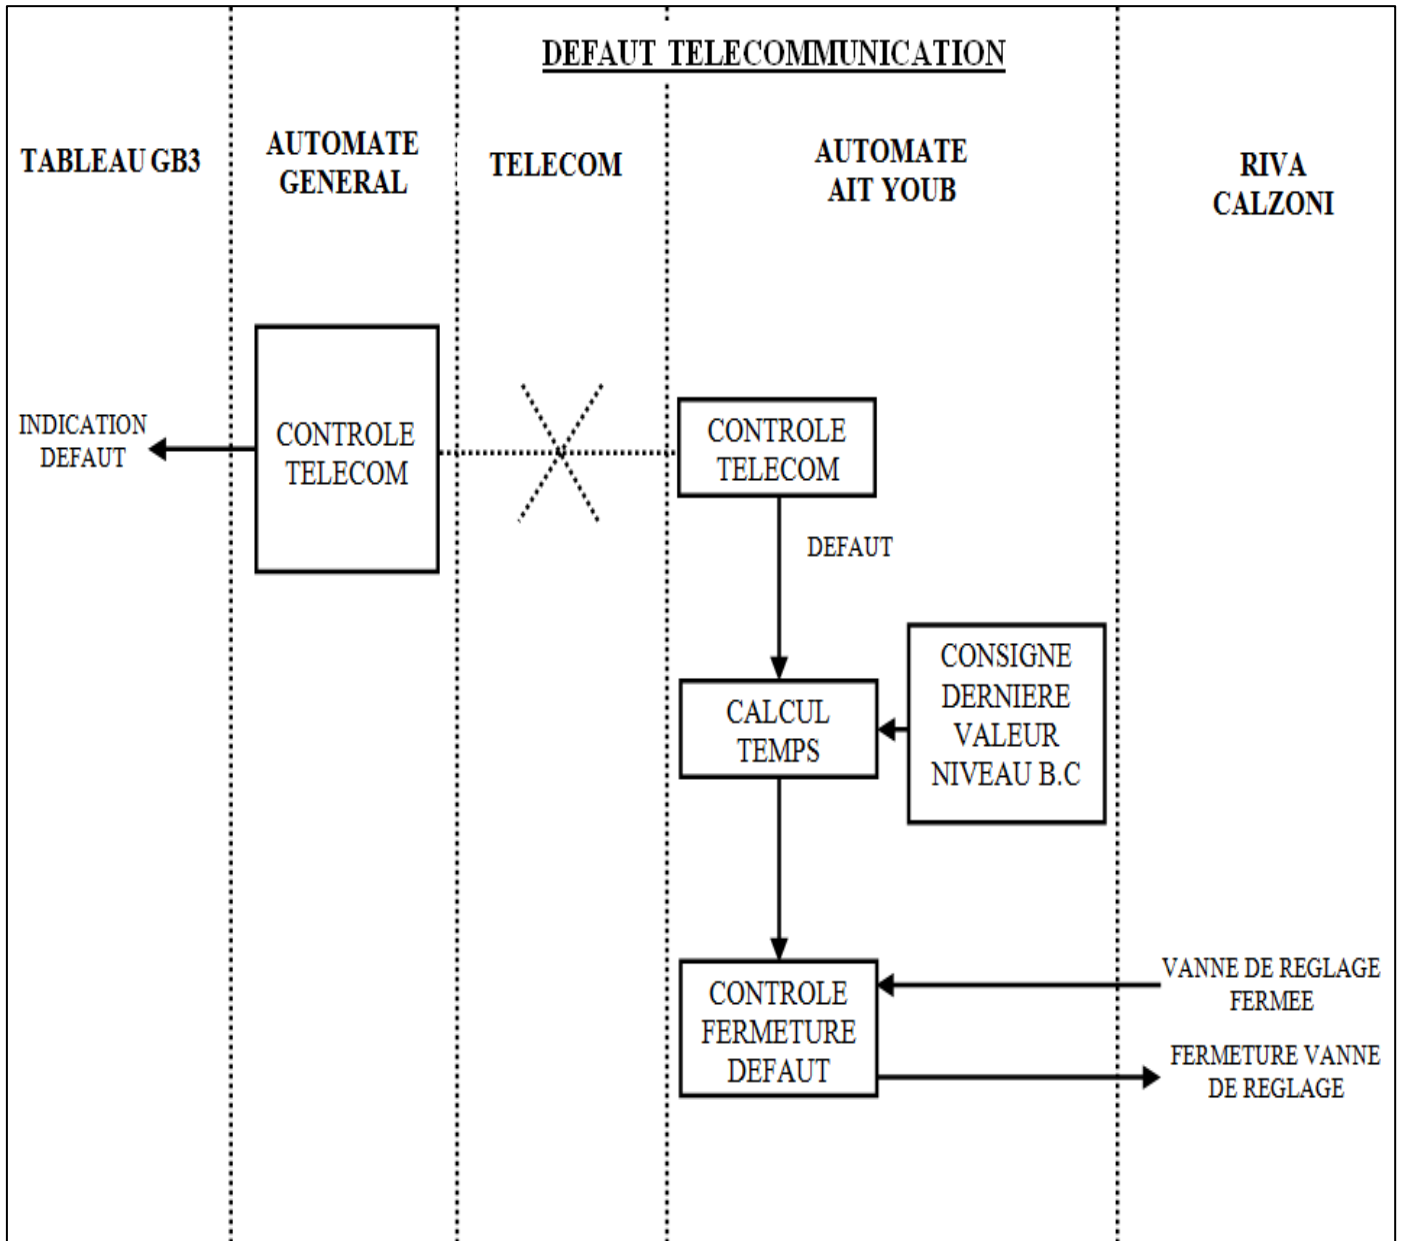 DEFAUT TELECOMMUNICATION
TABLEAU GB3
AUTOMATE
GENERAL
TELECOM
AUTOMATE
AIT YOUB
RIVA
CALZONI
INDICATION
DEFAUT
CONTROLE
TELECOM
CONTROLE
TELECOM
DEFAUT
CALCUL
TEMPS
CONSIGNE
DERNIERE
VALEUR
NIVEAU B.C
CONTROLE
FERMETURE
DEFAUT
VANNE DE REGLAGE
FERMEE
FERMETURE VANNE
DE REGLAGE